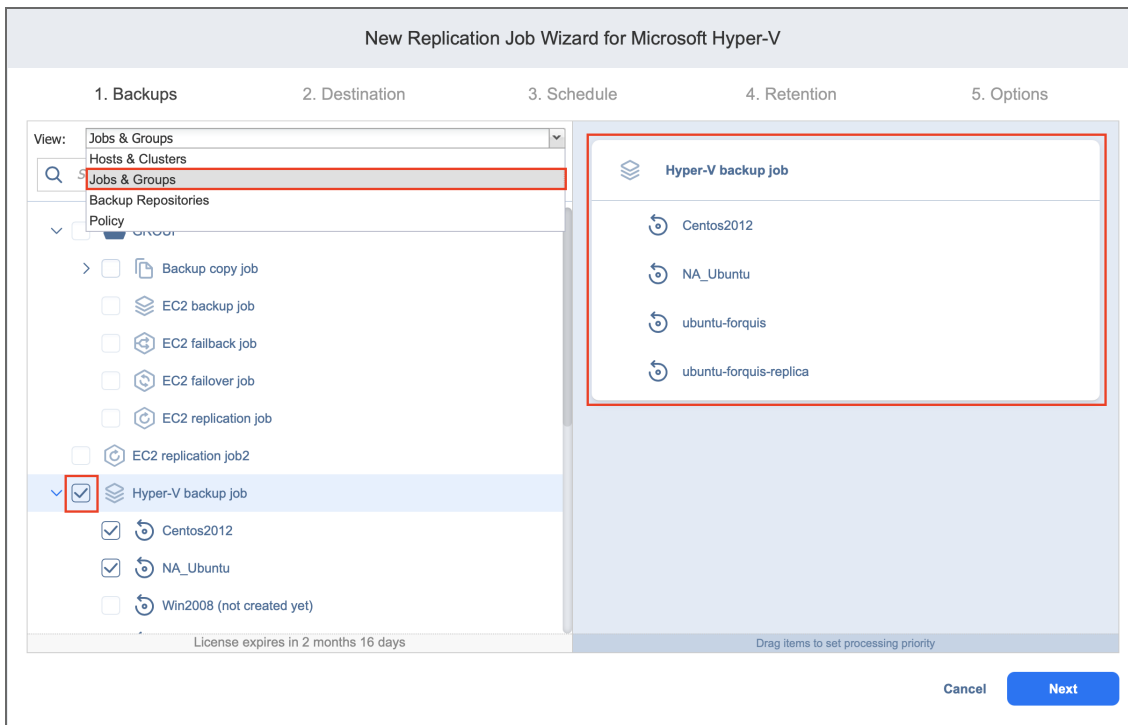 New Replication Job Wizard for Microsoft Hyper-V
1. Backups 2. Destination 3. Schedule 4. Retention 5. Options
View: Jobs & Groups
Hosts & Clusters
Jobs & Groups
Backup Repositories
Policy
GROUP
Backup copy job
EC2 backup job
EC2 failback job
EC2 failover job
EC2 replication job
EC2 replication job2
Hyper-V backup job
Centos2012
NA_Ubuntu
Win2008 (not created yet)
License expires in 2 months 16 days
Hyper-V backup job
Centos2012
NA_Ubuntu
ubuntu-forquis
ubuntu-forquis-replica
Drag items to set processing priority
Cancel Next